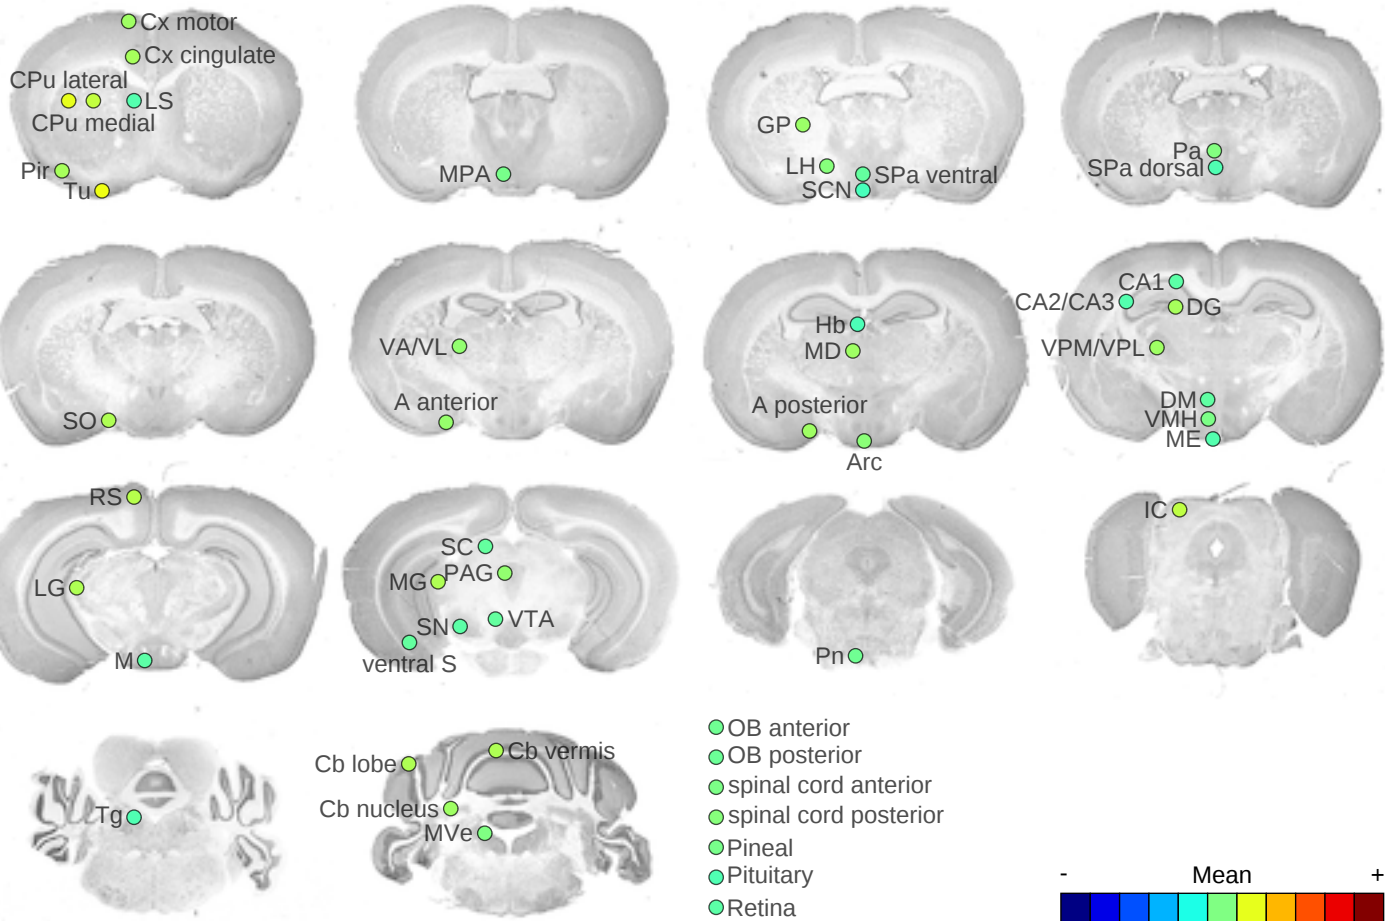 Cx motor
Cx cingulate
CPu lateral
LS
CPu medial
Pir
Tu
MPA
GP
LH
SPa ventral
SCN
Pa
SPa dorsal
SO
VA/VL
A anterior
Hb
MD
A posterior
Arc
CA1
CA2/CA3
DG
VPM/VPL
DM
VMH
ME
RS
LG
M
SC
MG
PAG
SN
VTA
ventral S
Pn
IC
Tg
Cb lobe
Cb vermis
Cb nucleus
MVe
OB anterior
OB posterior
spinal cord anterior
spinal cord posterior
Pineal
Pituitary
Retina
- Mean +